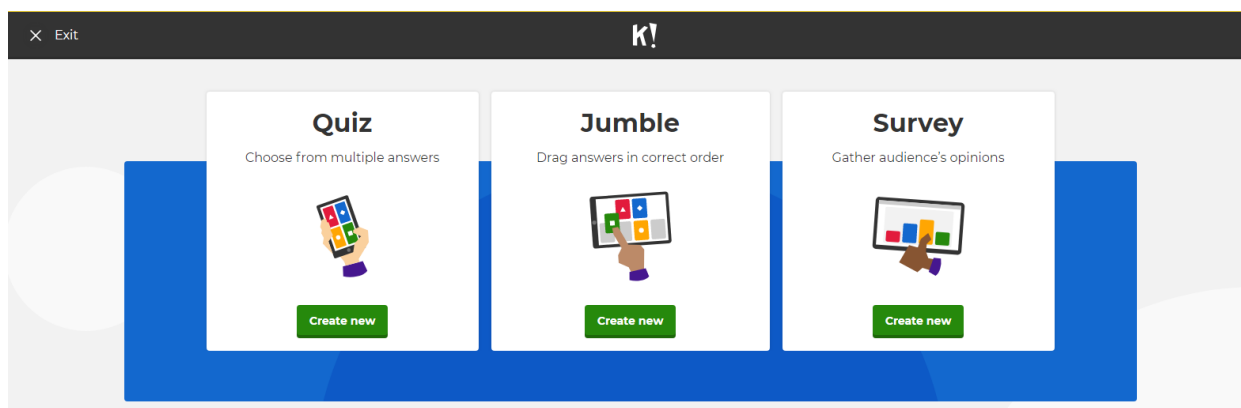 Exit
K!
Quiz
Choose from multiple answers
Create new
Jumble
Drag answers in correct order
Create new
Survey
Gather audience's opinions
Create new